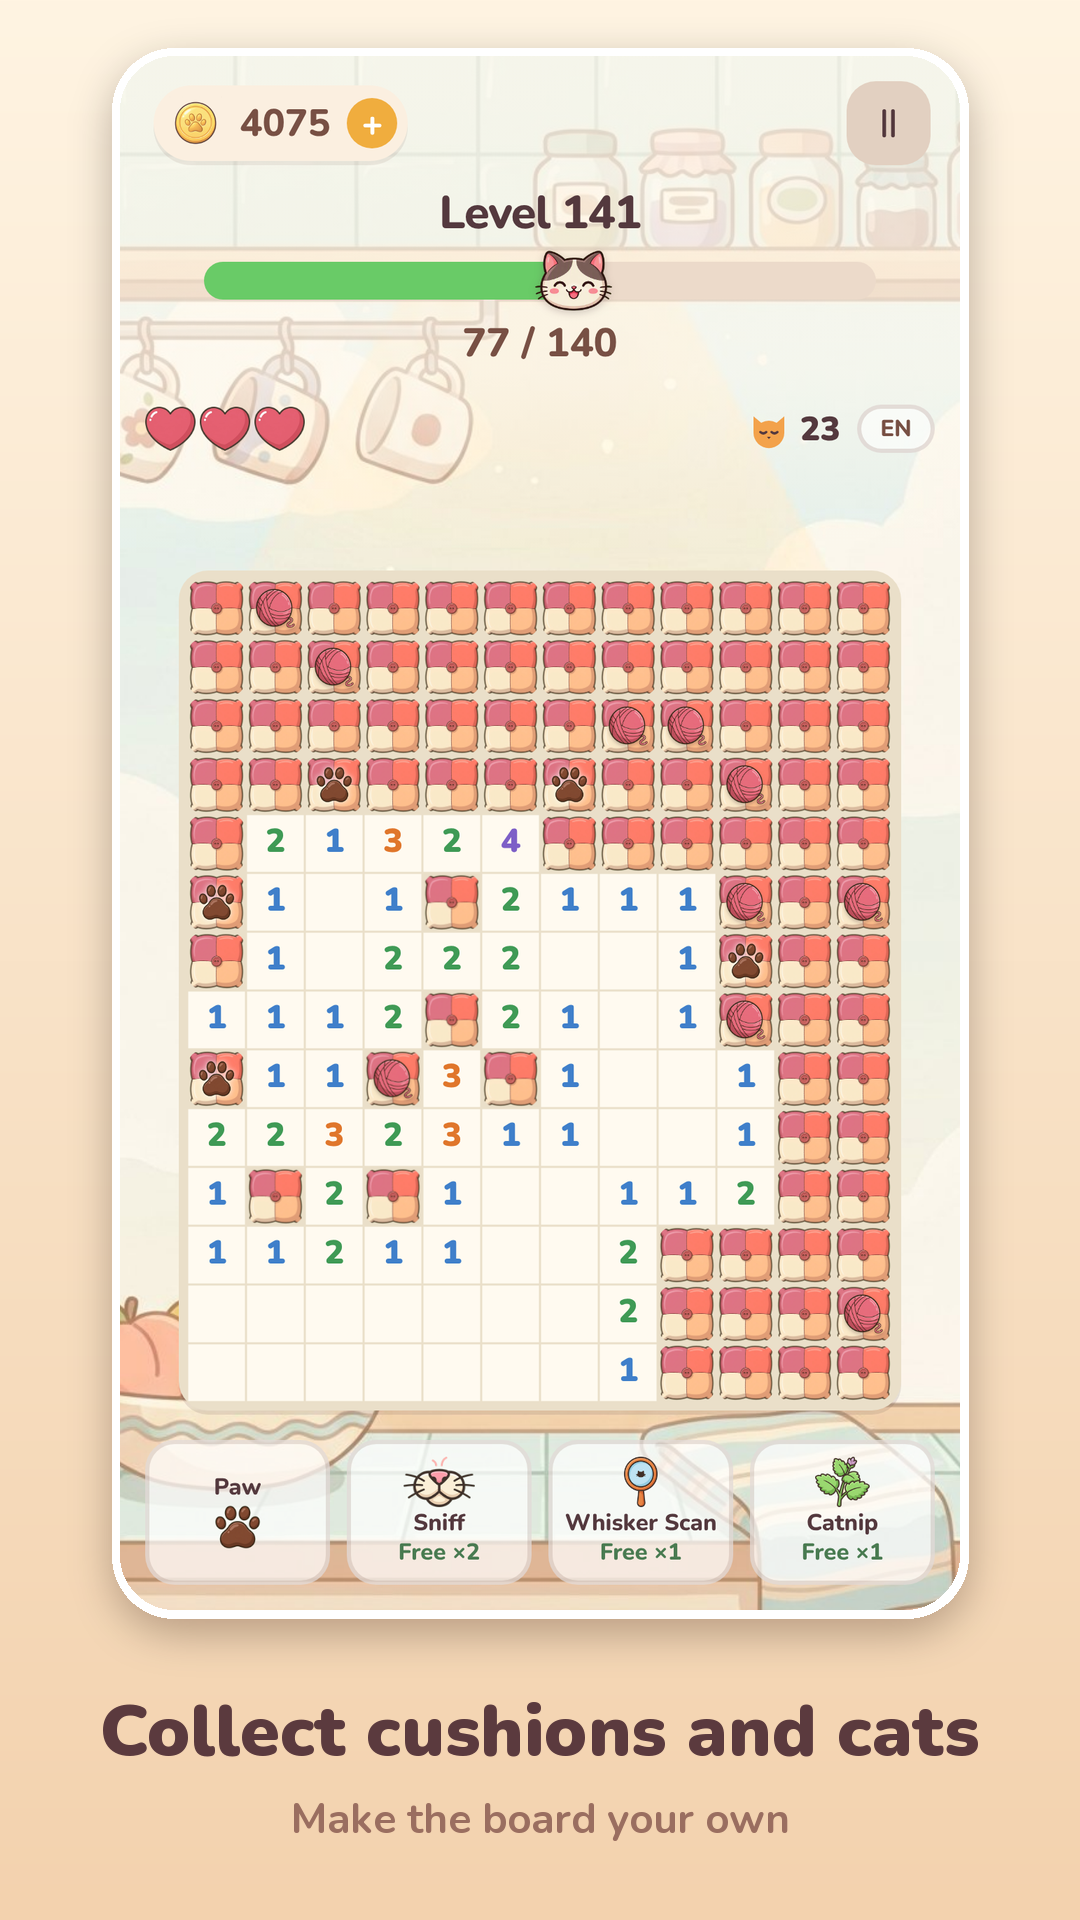 4075 +
Level 141
77 / 140
23 EN
2 1 3 2 4
1 1 2 1 1 1
1 2 2 2 1
1 1 1 2 2 1 1
1 1 3 1 1
2 2 3 2 3 1 1 1
1 2 1 1 1 2
1 1 2 1 1 2
2
1
Paw
Sniff
Free ×2
Whisker Scan
Free ×1
Catnip
Free ×1
Collect cushions and cats
Make the board your own